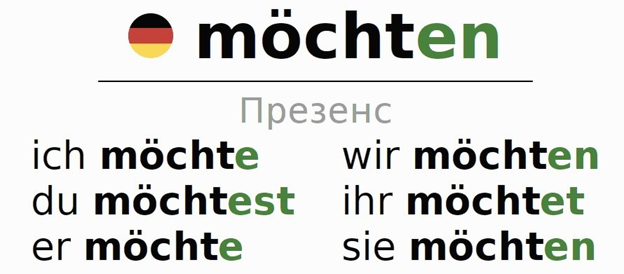 möchten
Презенс
ich möchte wir möchten
du möchtest ihr möchtet
er möchte sie möchten